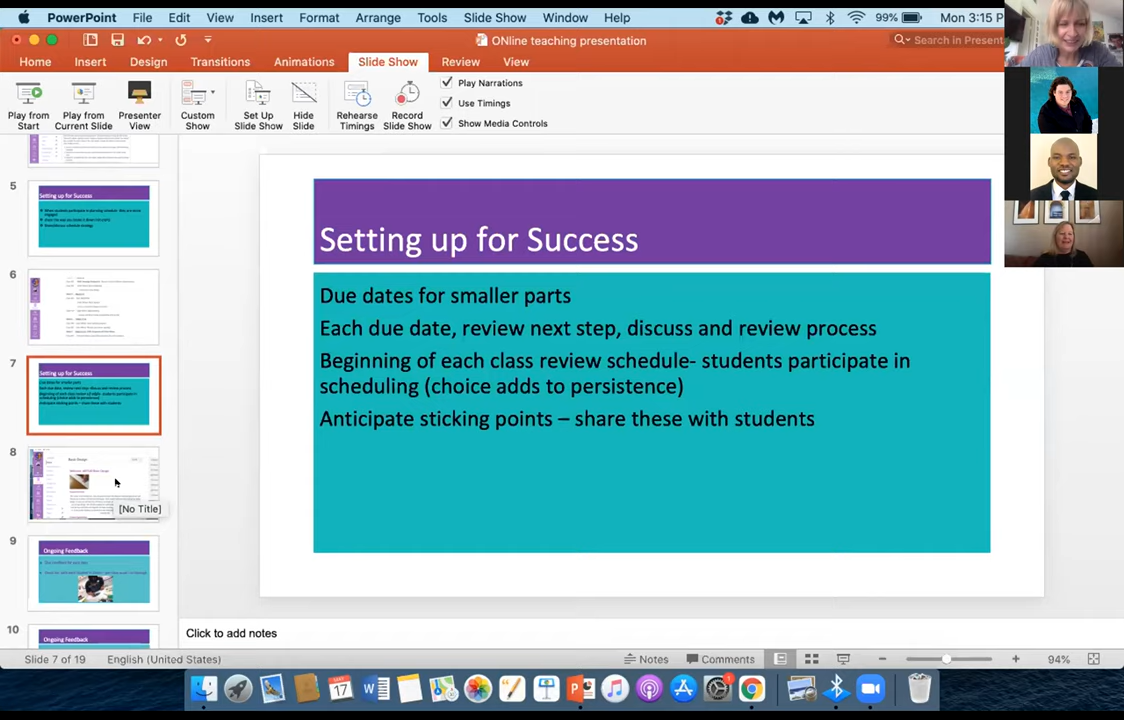 PowerPoint File Edit View Insert Format Arrange Tools Slide Show Window Help 99% Mon 3:15 P
ONline teaching presentation
Search in Present
Home Insert Design Transitions Animations Slide Show Review View
Play from Start
Play from Current Slide
Presenter View
Custom Show
Set Up Slide Show
Hide Slide
Rehearse Timings
Record Slide Show
Play Narrations
Use Timings
Show Media Controls
5
Setting up for Success
6
7
Setting up for Success
8
[No Title]
9
Ongoing Feedback
10
Ongoing Feedback
Setting up for Success
Due dates for smaller parts
Each due date, review next step, discuss and review process
Beginning of each class review schedule- students participate in
scheduling (choice adds to persistence)
Anticipate sticking points – share these with students
Click to add notes
Slide 7 of 19 English (United States) Notes Comments 94%
17